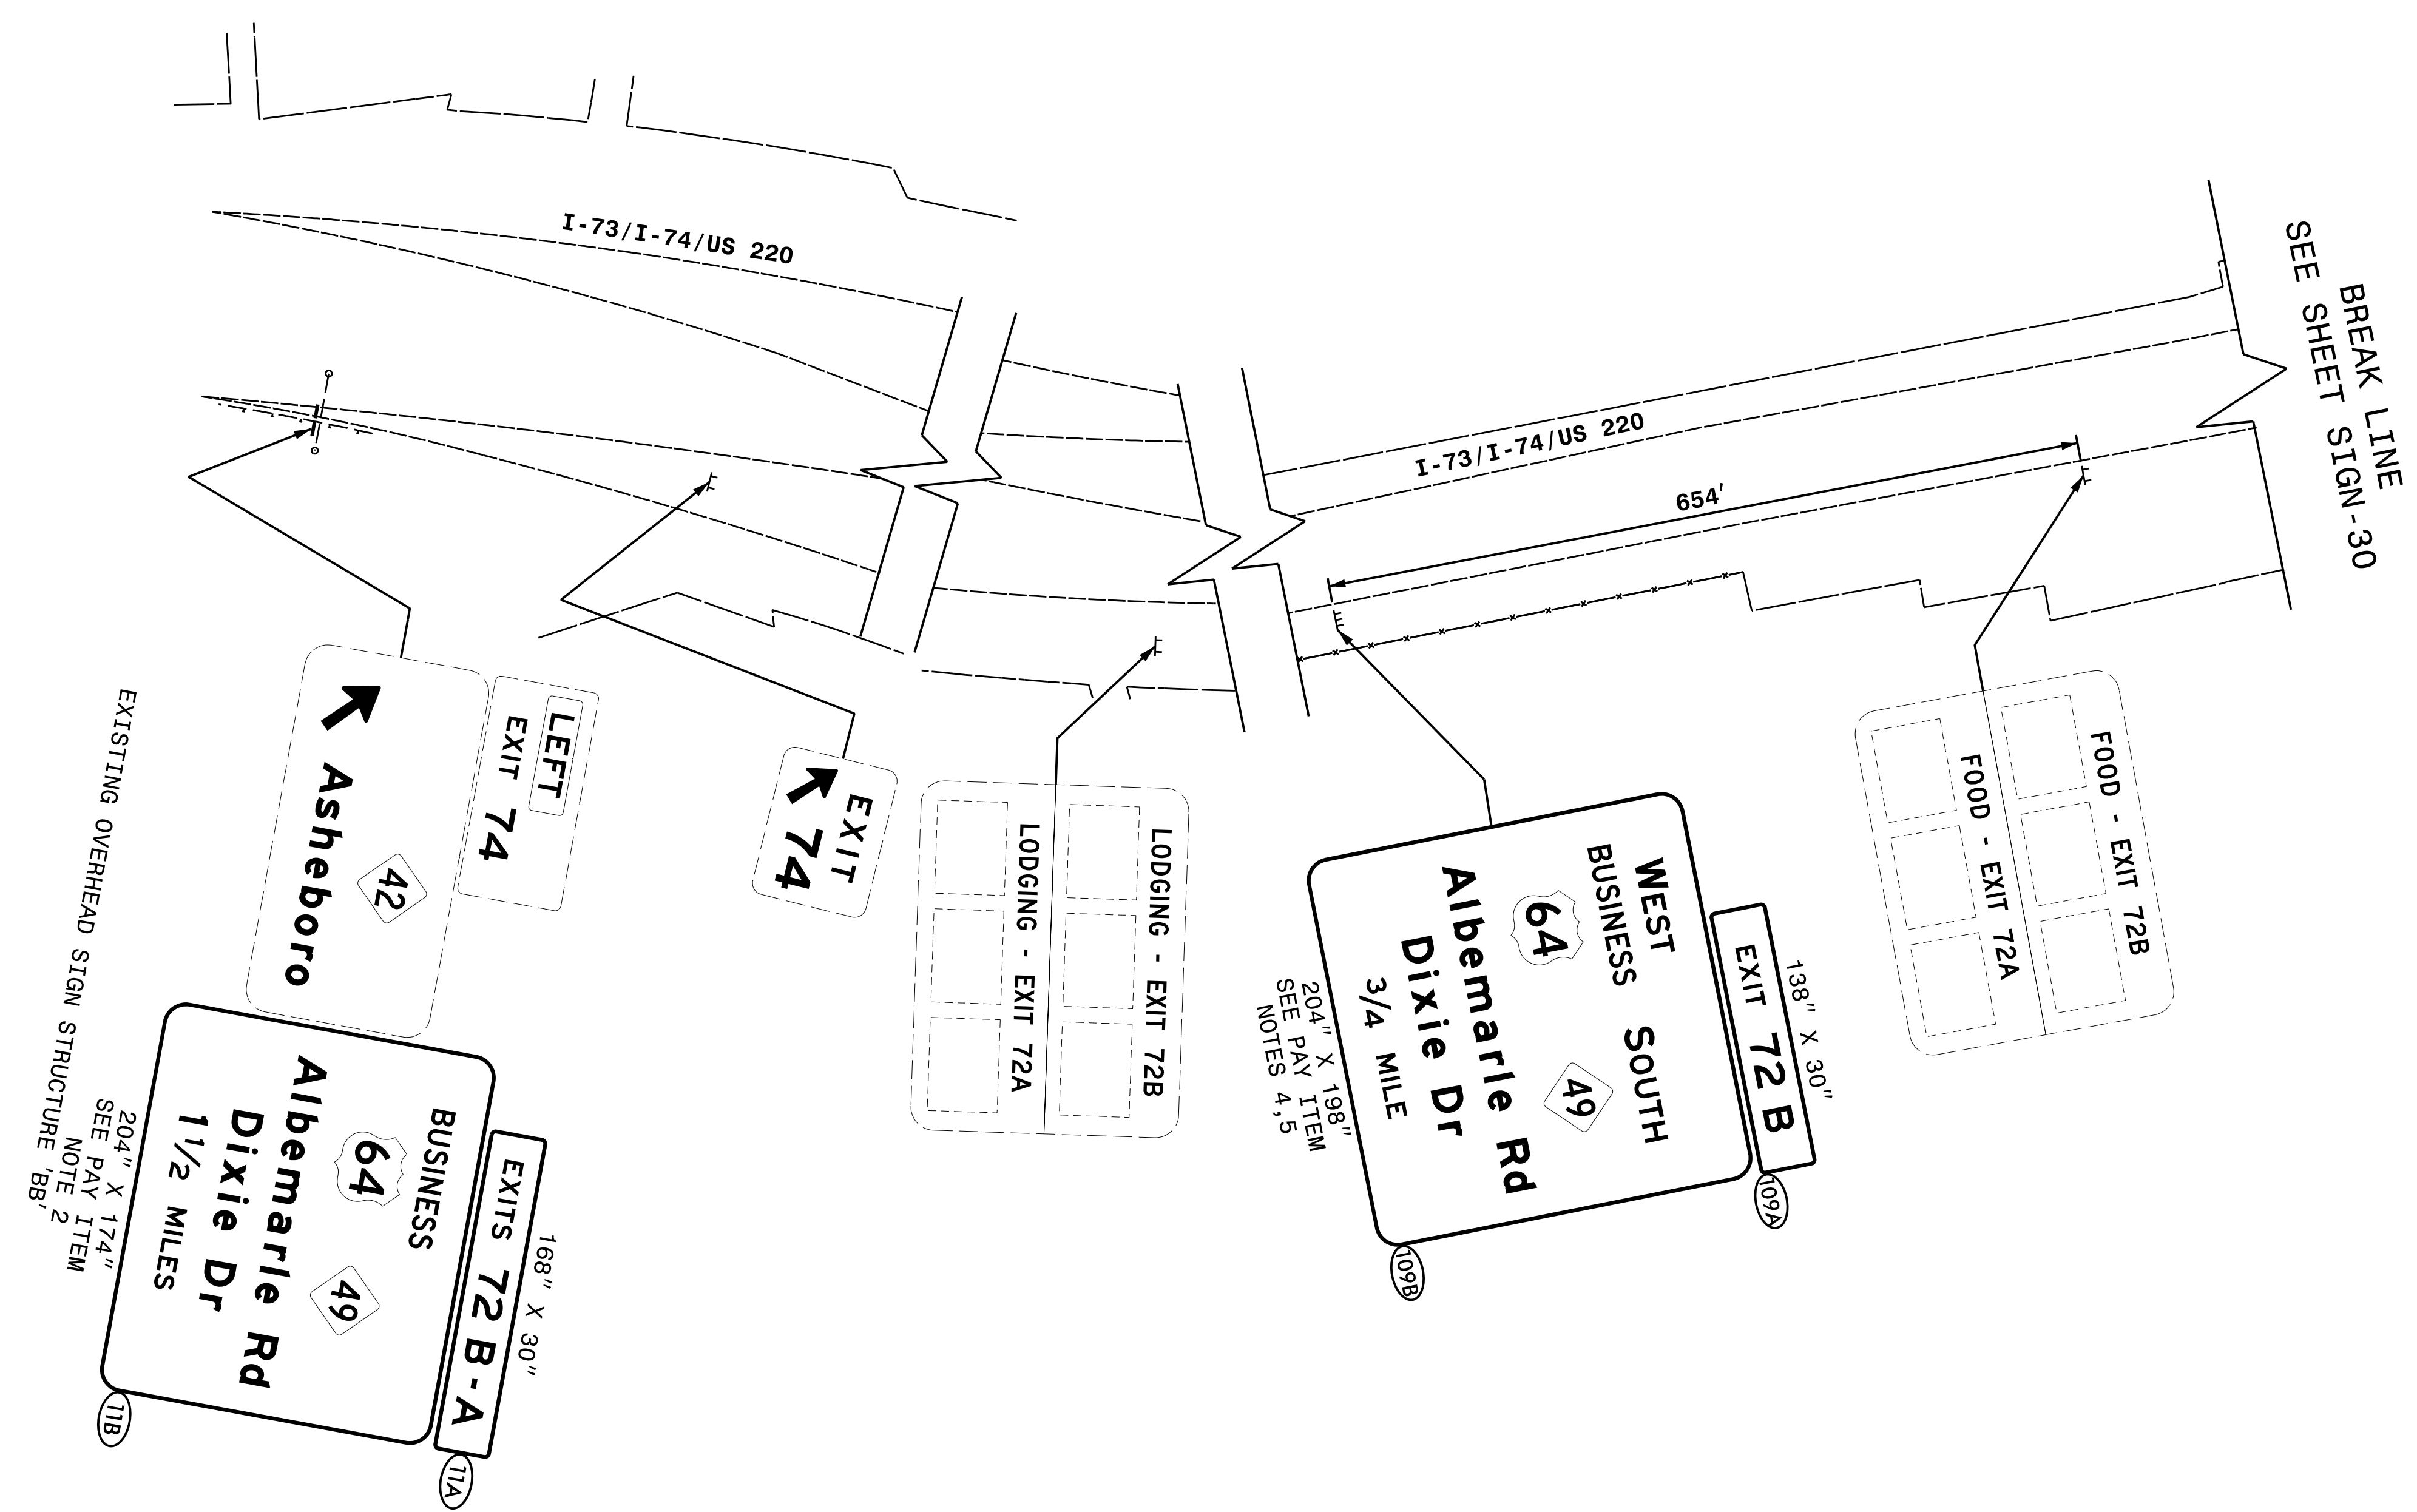 I-73/I-74/US 220
I-73/I-74/US 220
654'
BREAK LINE
SEE SHEET SIGN-30
LEFT
EXIT 74
42
Asheboro
EXISTING OVERHEAD SIGN STRUCTURE 'BB'
EXITS 72 B-A
168" X 30"
11A
BUSINESS
64
49
Albemarle Rd
Dixie Dr
1 1/2 MILES
11B
204" X 174"
SEE PAY ITEM
NOTE 2
EXIT
74
LODGING - EXIT 72B
LODGING - EXIT 72A
138" X 30"
EXIT 72 B
109A
WEST SOUTH
BUSINESS
64
49
Albemarle Rd
Dixie Dr
3/4 MILE
109B
204" X 198"
SEE PAY ITEM
NOTES 4,5
FOOD - EXIT 72B
FOOD - EXIT 72A